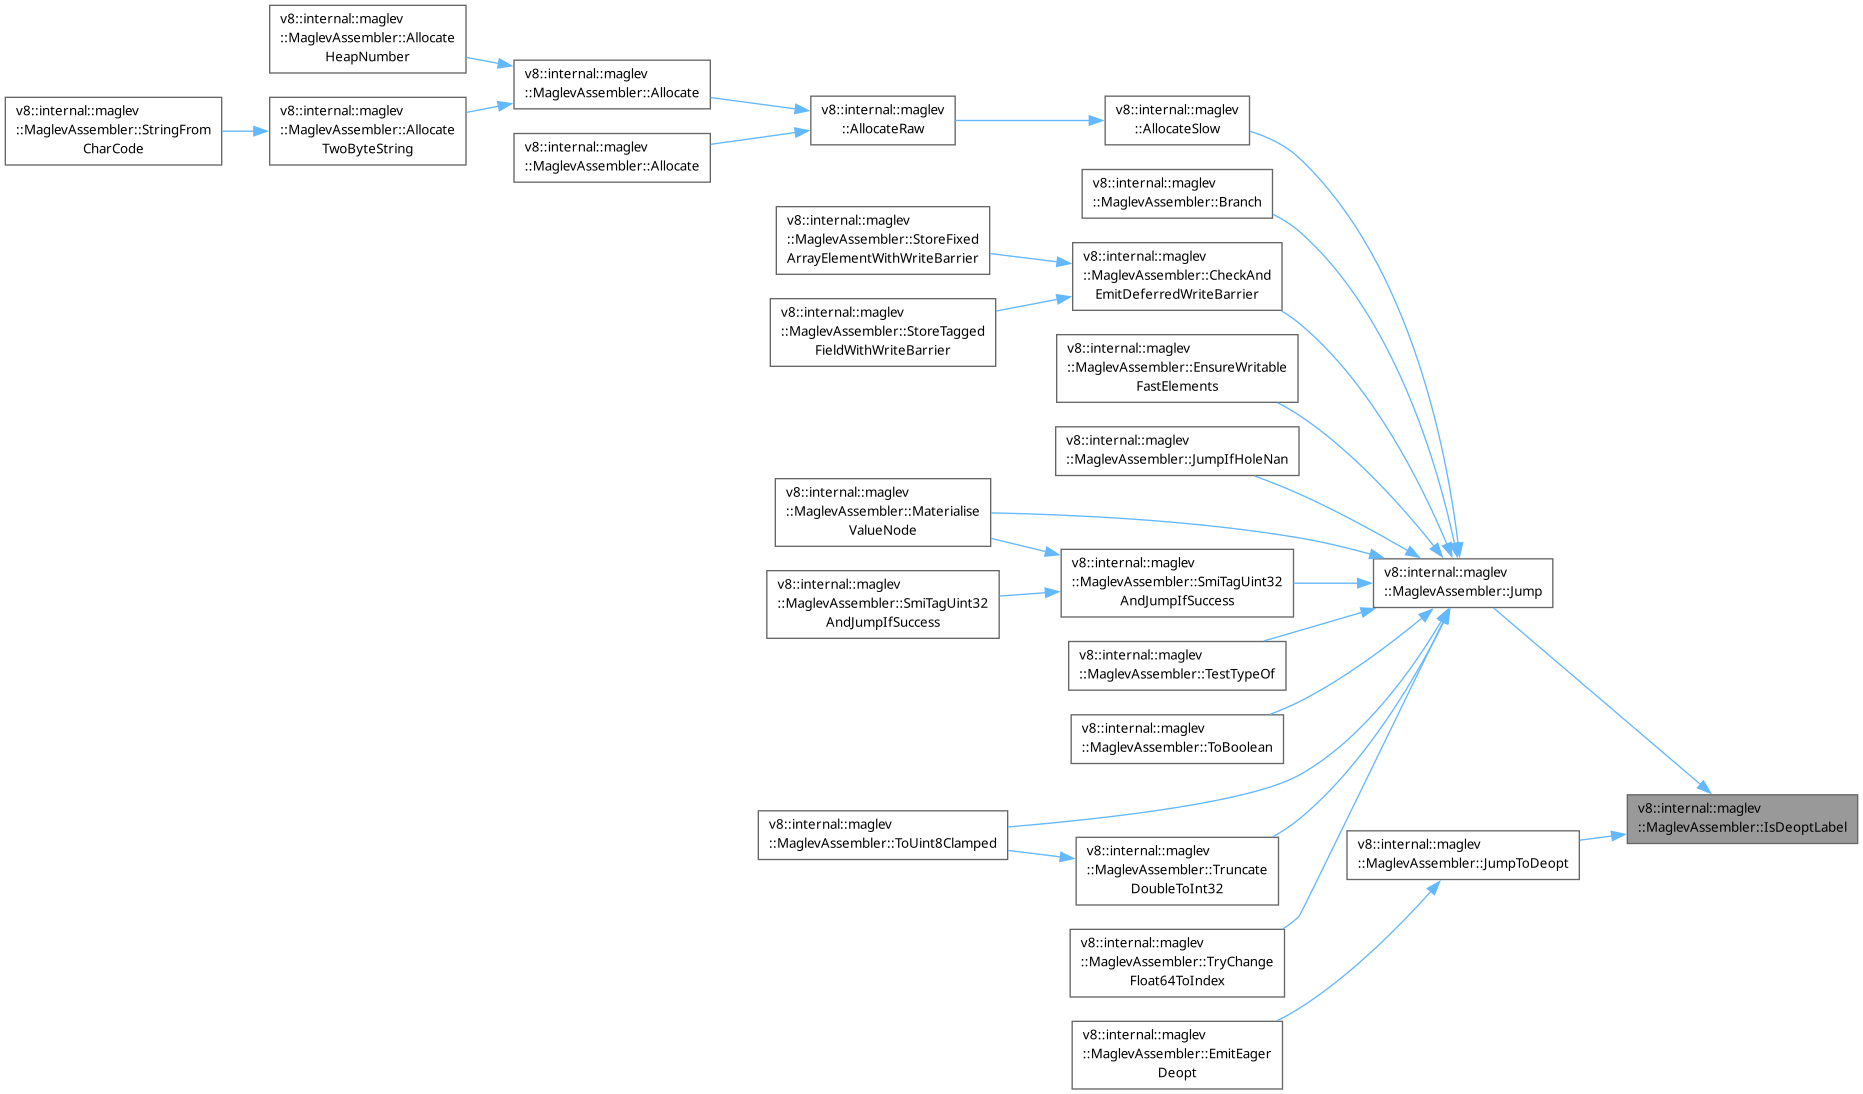 v8::internal::maglev
::MaglevAssembler::Allocate
HeapNumber
v8::internal::maglev
::MaglevAssembler::StringFrom
CharCode
v8::internal::maglev
::MaglevAssembler::Allocate
TwoByteString
v8::internal::maglev
::MaglevAssembler::Allocate
v8::internal::maglev
::MaglevAssembler::Allocate
v8::internal::maglev
::AllocateRaw
v8::internal::maglev
::AllocateSlow
v8::internal::maglev
::MaglevAssembler::Branch
v8::internal::maglev
::MaglevAssembler::StoreFixed
ArrayElementWithWriteBarrier
v8::internal::maglev
::MaglevAssembler::CheckAnd
EmitDeferredWriteBarrier
v8::internal::maglev
::MaglevAssembler::StoreTagged
FieldWithWriteBarrier
v8::internal::maglev
::MaglevAssembler::EnsureWritable
FastElements
v8::internal::maglev
::MaglevAssembler::JumpIfHoleNan
v8::internal::maglev
::MaglevAssembler::Materialise
ValueNode
v8::internal::maglev
::MaglevAssembler::SmiTagUint32
AndJumpIfSuccess
v8::internal::maglev
::MaglevAssembler::SmiTagUint32
AndJumpIfSuccess
v8::internal::maglev
::MaglevAssembler::Jump
v8::internal::maglev
::MaglevAssembler::TestTypeOf
v8::internal::maglev
::MaglevAssembler::ToBoolean
v8::internal::maglev
::MaglevAssembler::ToUint8Clamped
v8::internal::maglev
::MaglevAssembler::Truncate
DoubleToInt32
v8::internal::maglev
::MaglevAssembler::JumpToDeopt
v8::internal::maglev
::MaglevAssembler::IsDeoptLabel
v8::internal::maglev
::MaglevAssembler::TryChange
Float64ToIndex
v8::internal::maglev
::MaglevAssembler::EmitEager
Deopt